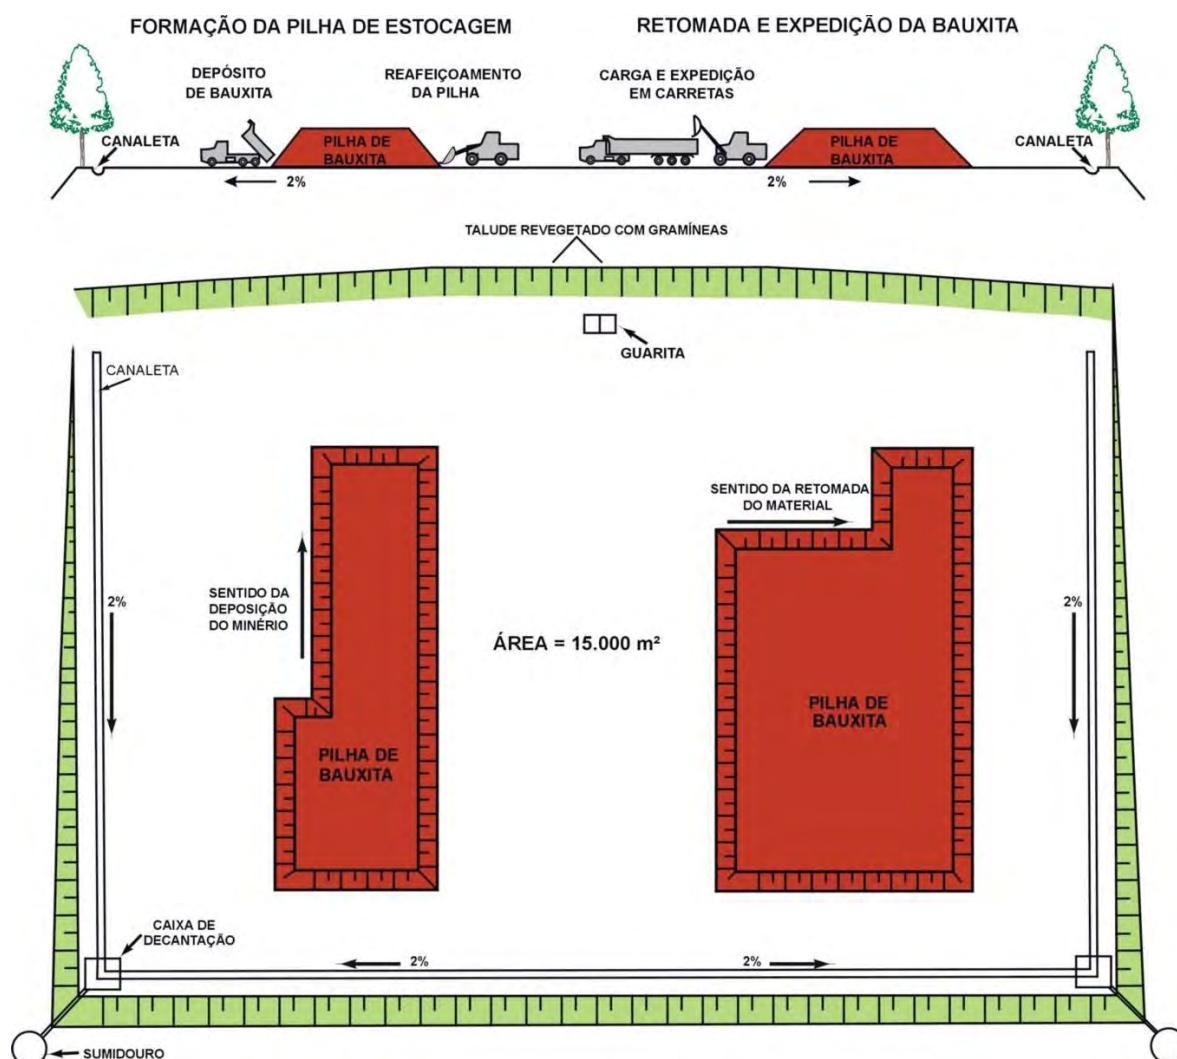 FORMAÇÃO DA PILHA DE ESTOCAGEM
RETOMADA E EXPEDIÇÃO DA BAUXITA
DEPÓSITO
DE BAUXITA
REAFEIÇOAMENTO
DA PILHA
CARGA E EXPEDIÇÃO
EM CARRETAS
CANALETA
PILHA DE
BAUXITA
PILHA DE
BAUXITA
CANALETA
2%
2%
TALUDE REVEGETADO COM GRAMÍNEAS
GUARITA
CANALETA
SENTIDO DA RETOMADA
DO MATERIAL
2%
SENTIDO DA
DEPOSIÇÃO
DO MINÉRIO
2%
ÁREA = 15.000 m²
PILHA DE
BAUXITA
PILHA DE
BAUXITA
CAIXA DE
DECANTAÇÃO
2%
2%
SUMIDOURO